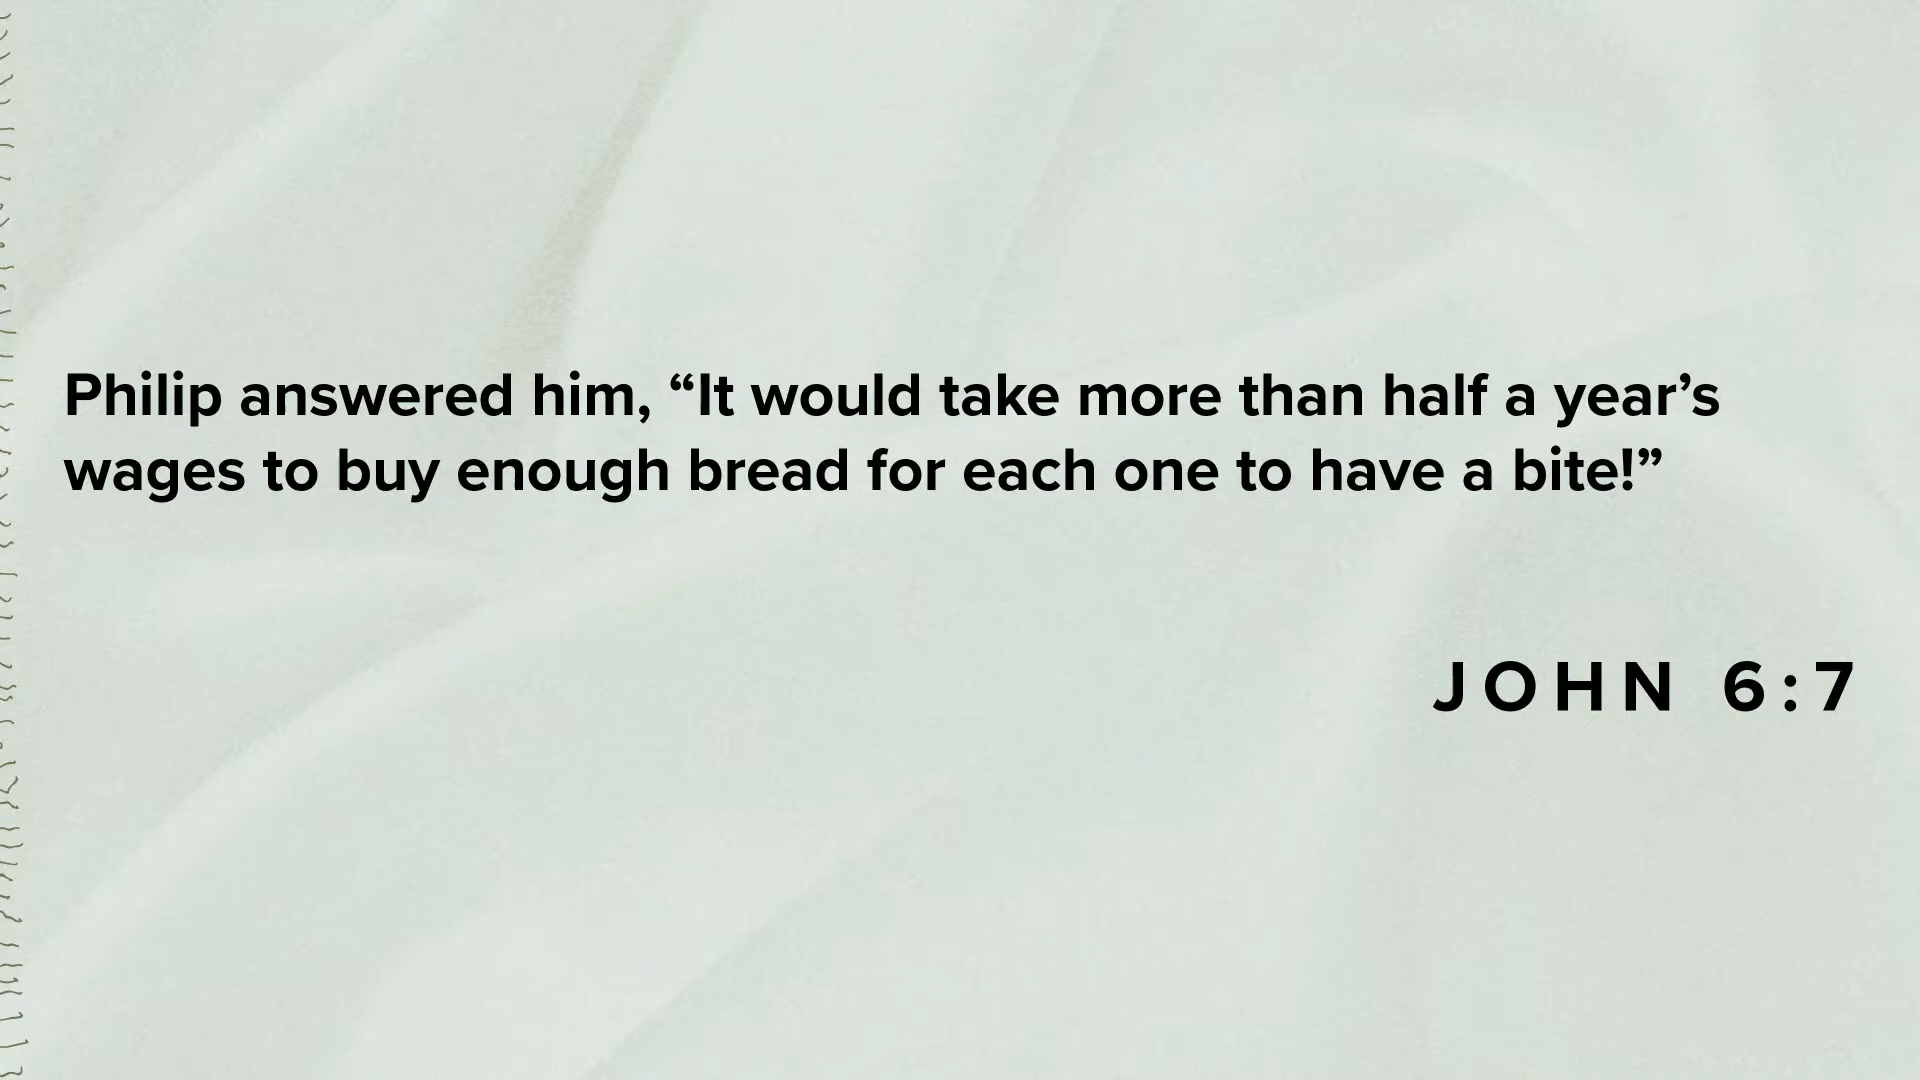 Philip answered him, “It would take more than half a year’s
wages to buy enough bread for each one to have a bite!”
JOHN 6:7